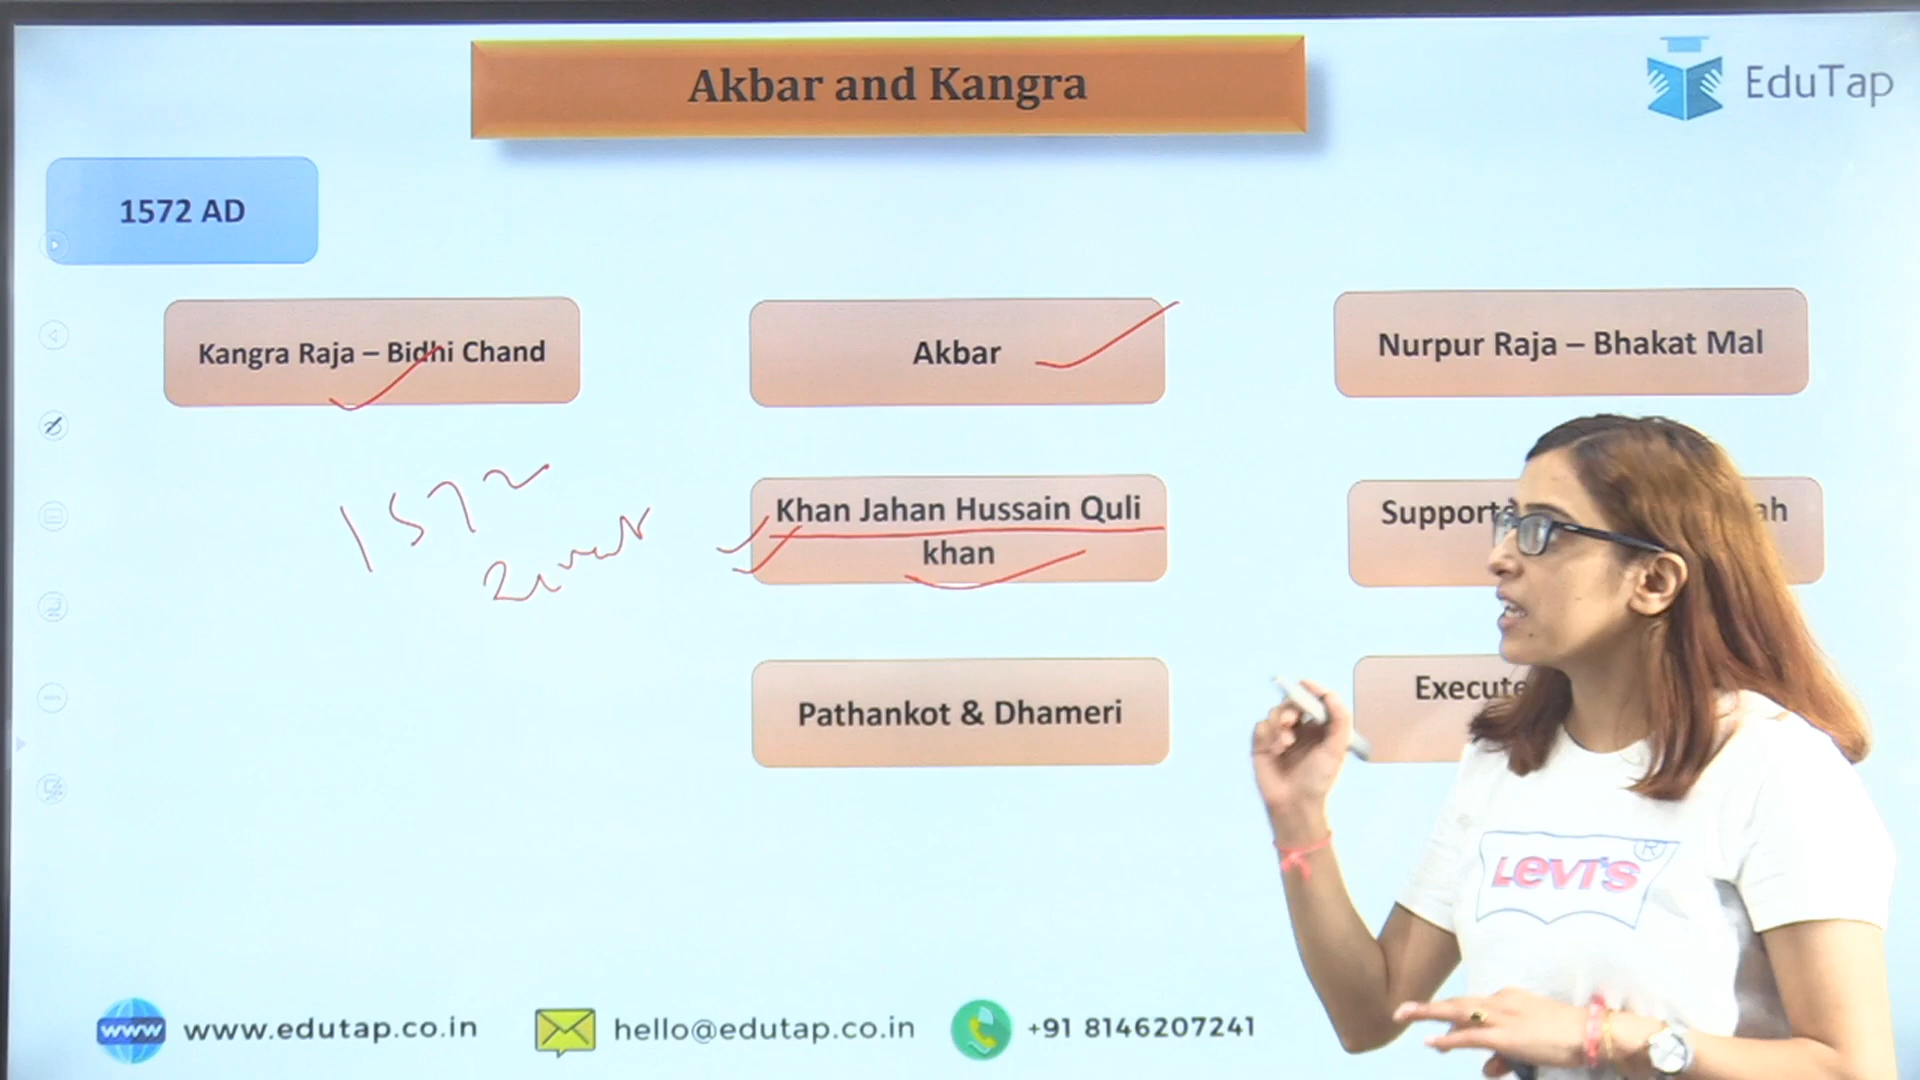 Akbar and Kangra
EduTap
1572 AD
Kangra Raja – Bidhi Chand
Akbar
Nurpur Raja – Bhakat Mal
1572
Khan Jahan Hussain Quli
khan
Pathankot & Dhameri
LEVI'S
®
www
www.edutap.co.in
hello@edutap.co.in
+91 8146207241